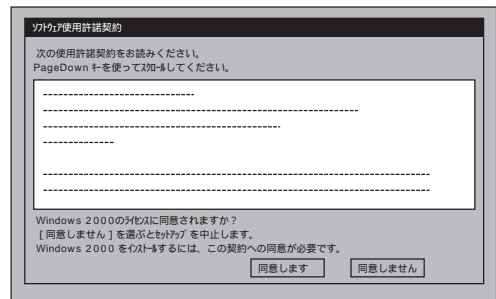 ｿﾌﾄｳｪｱ使用許諾契約
次の使用許諾契約をお読みください。
PageDown ｷｰを使ってｽｸﾛｰﾙしてください。
Windows 2000のﾗｲｾﾝｽに同意されますか？
[同意しません]を選ぶとｾｯﾄｱｯﾌﾟを中止します。
Windows 2000 をｲﾝｽﾄｰﾙするには、この契約への同意が必要です。
同意します 同意しません